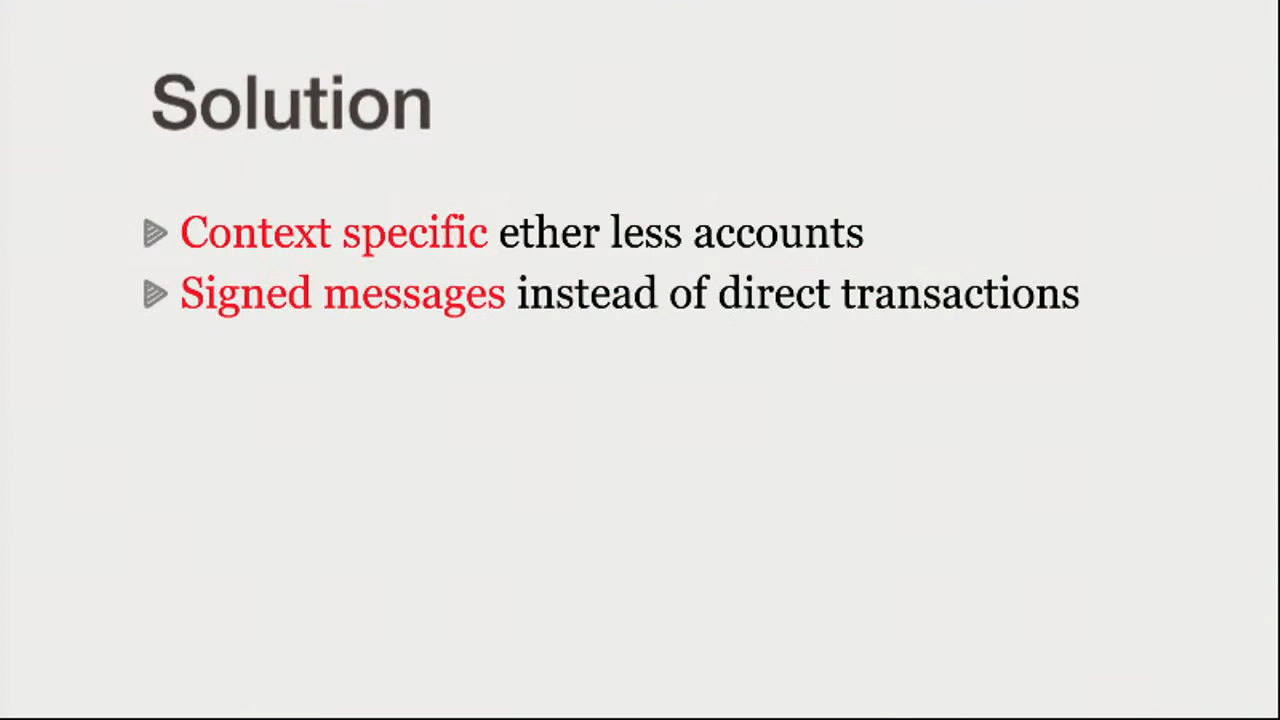 Solution
Context specific ether less accounts
Signed messages instead of direct transactions